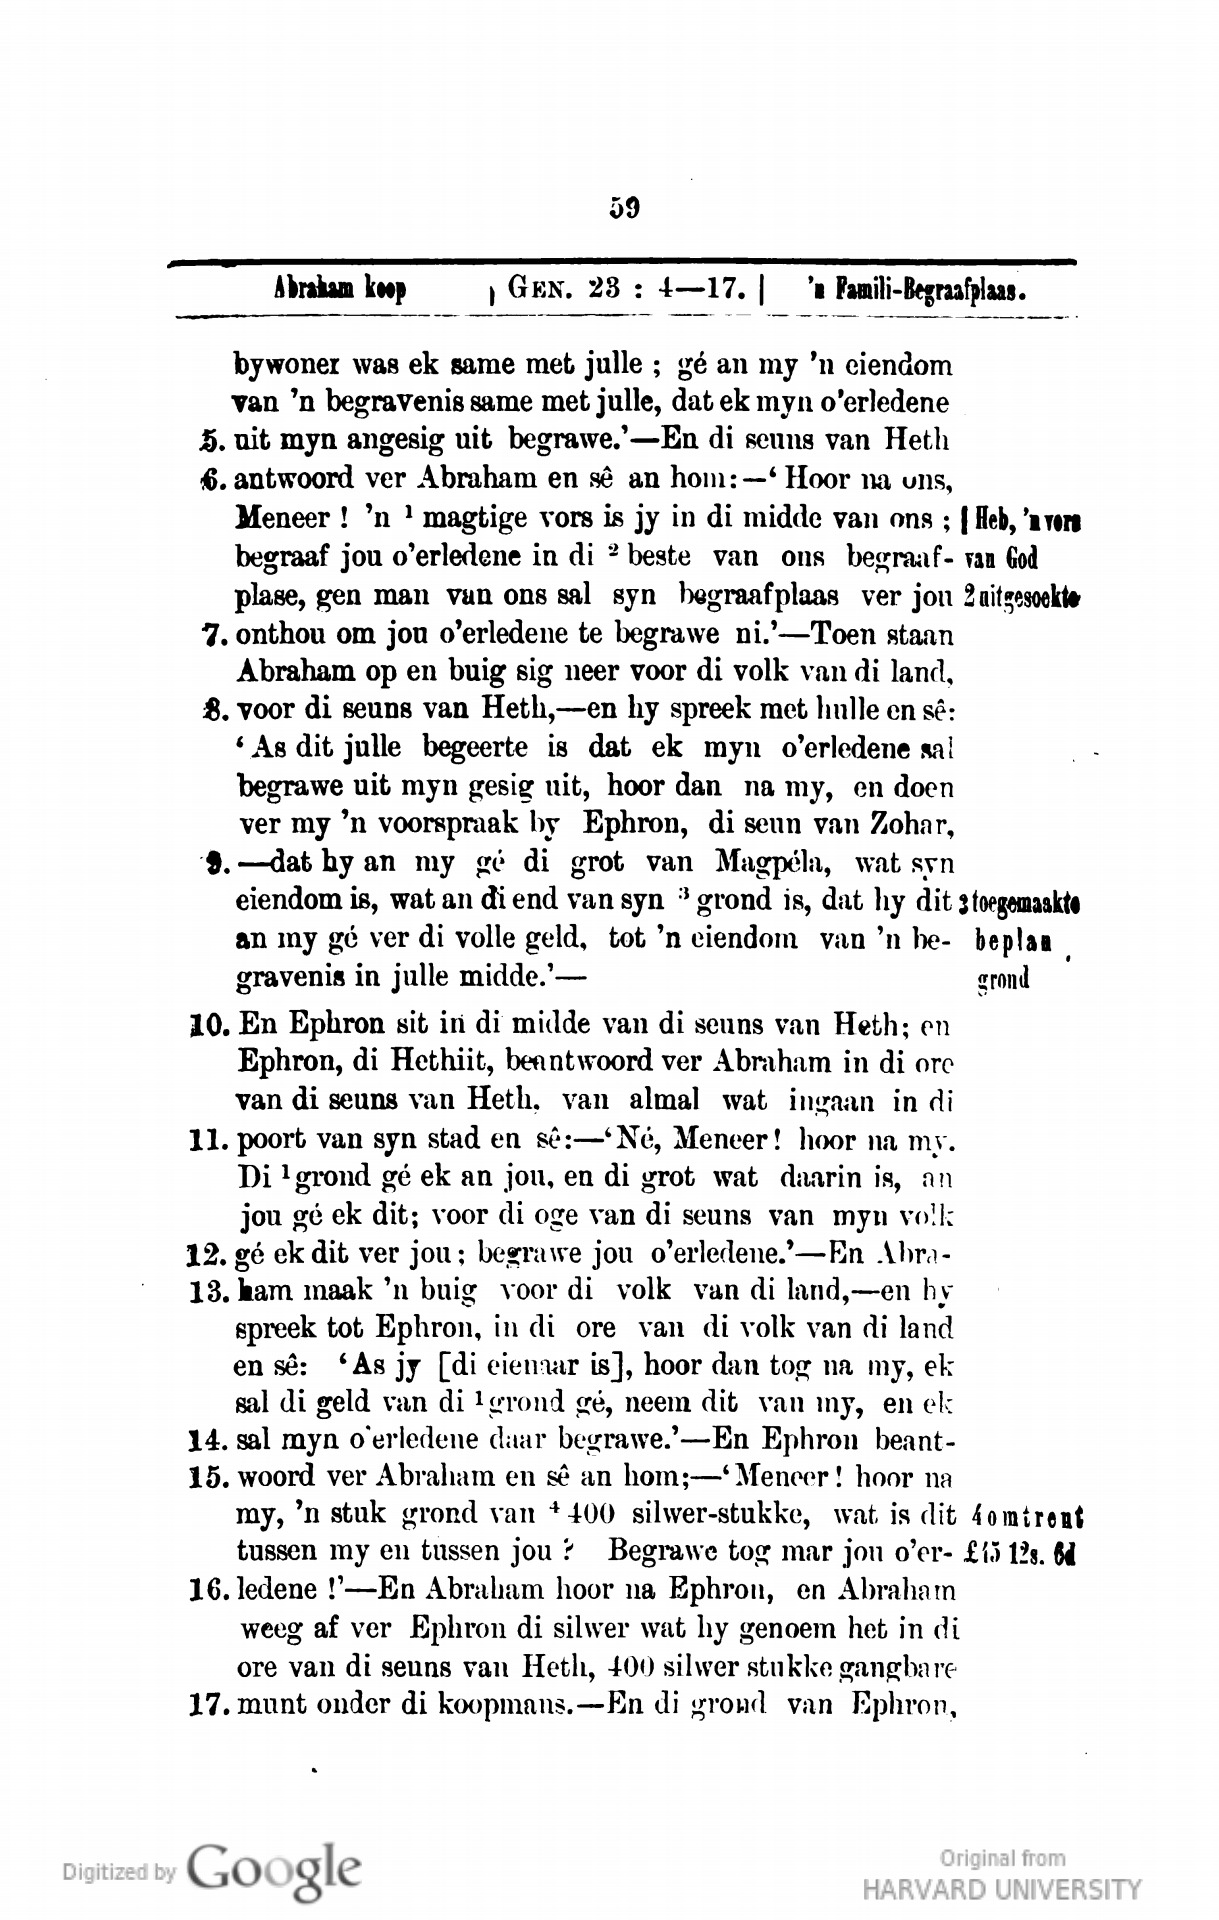 59
Abraham koop | GEN. 23 : 4—17. | 'n Famili-Begraafplaas.
bywoner was ek same met julle ; gé an my 'n eiendom
van 'n begravenis same met julle, dat ek myn o'erledene
5. uit myn angesig uit begrawe.'—En di seuns van Heth
6. antwoord ver Abraham en sê an hom:—‘ Hoor na ons,
Meneer ! 'n ¹ magtige vors is jy in di midde van ons ; 1 Heb, 'n vors
begraaf jou o'erledene in di ² beste van ons begraaf- van God
plase, gen man van ons sal syn begraafplaas ver jou 2 uitgesoekte
7. onthou om jou o'erledene te begrawe ni.'—Toen staan
Abraham op en buig sig neer voor di volk van di land,
8. voor di seuns van Heth,—en hy spreek met hulle en sê:
‘ As dit julle begeerte is dat ek myn o'erledene sal
begrawe uit myn gesig uit, hoor dan na my, en doen
ver my 'n voorspraak by Ephron, di seun van Zohar,
9. —dat hy an my gé di grot van Magpéla, wat syn
eiendom is, wat an di end van syn ³ grond is, dat hy dit 3 toegemaakte
an my gé ver di volle geld, tot 'n eiendom van 'n be- beplan
gravenis in julle midde.'— grond
10. En Ephron sit in di midde van di seuns van Heth; en
Ephron, di Hethiit, beantwoord ver Abraham in di ore
van di seuns van Heth, van almal wat ingaan in di
11. poort van syn stad en sê:—‘Né, Meneer! hoor na my.
Di ¹grond gé ek an jou, en di grot wat daarin is, an
jou gé ek dit; voor di oge van di seuns van myn volk
12. gé ek dit ver jou; begrawe jou o'erledene.'—En Abra-
13. ham maak 'n buig voor di volk van di land,—en hy
spreek tot Ephron, in di ore van di volk van di land
en sê: ‘As jy [di eienaar is], hoor dan tog na my, ek
sal di geld van di ¹grond gé, neem dit van my, en ek
14. sal myn o'erledene daar begrawe.'—En Ephron beant-
15. woord ver Abraham en sê an hom;—‘Meneer! hoor na
my, 'n stuk grond van ⁴ 400 silwer-stukke, wat is dit 4 omtrent
tussen my en tussen jou ? Begrawe tog mar jou o'er- £45 12s. 6d
16. ledene !'—En Abraham hoor na Ephron, en Abraham
weeg af ver Ephron di silwer wat hy genoem het in di
ore van di seuns van Heth, 400 silwer stukke gangbare
17. munt onder di koopmans.—En di grond van Ephron,
Digitized by Google
Original from
HARVARD UNIVERSITY